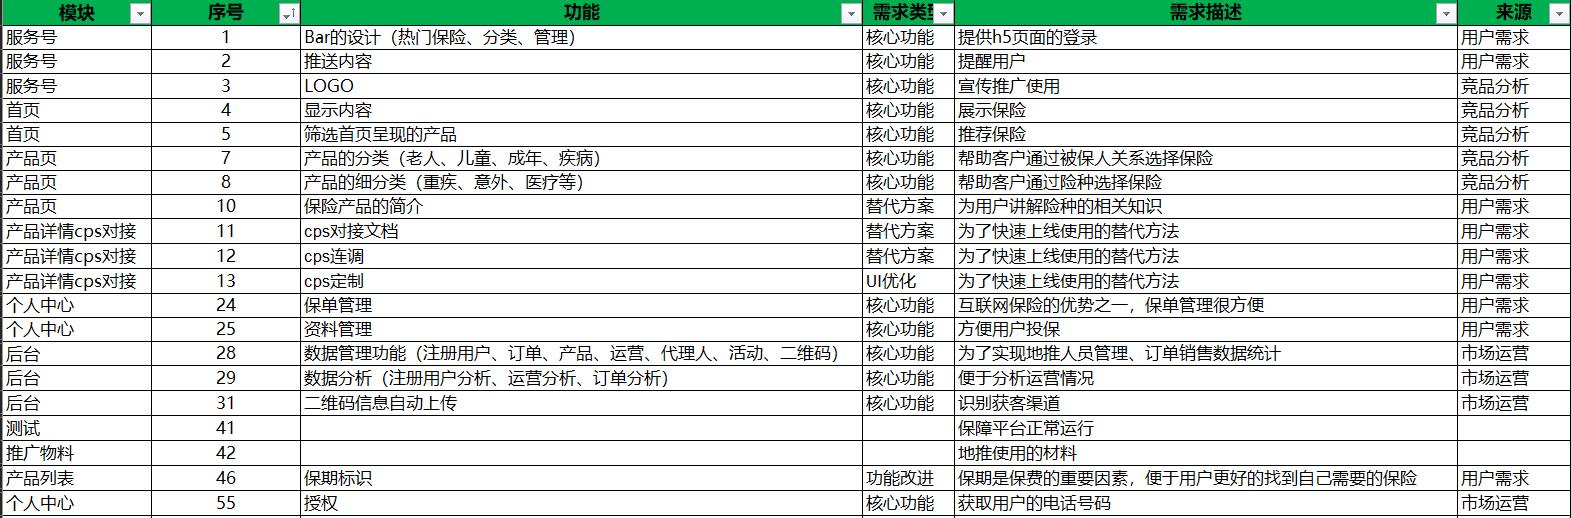 模块 序号 功能 需求类型 需求描述 来源
服务号 1 Bar的设计（热门保险、分类、管理） 核心功能 提供h5页面的登录 用户需求
服务号 2 推送内容 核心功能 提醒用户 用户需求
服务号 3 LOGO 核心功能 宣传推广使用 竞品分析
首页 4 显示内容 核心功能 展示保险 竞品分析
首页 5 筛选首页呈现的产品 核心功能 推荐保险 竞品分析
产品页 7 产品的分类（老人、儿童、成年、疾病） 核心功能 帮助客户通过被保人关系选择保险 竞品分析
产品页 8 产品的细分类（重疾、意外、医疗等） 核心功能 帮助客户通过险种选择保险 竞品分析
产品页 10 保险产品的简介 替代方案 为用户讲解险种的相关知识 用户需求
产品详情cps对接 11 cps对接文档 替代方案 为了快速上线使用的替代方法 用户需求
产品详情cps对接 12 cps连调 替代方案 为了快速上线使用的替代方法 用户需求
产品详情cps对接 13 cps定制 UI优化 为了快速上线使用的替代方法 用户需求
个人中心 24 保单管理 核心功能 互联网保险的优势之一，保单管理很方便 用户需求
个人中心 25 资料管理 核心功能 方便用户投保 用户需求
后台 28 数据管理功能（注册用户、订单、产品、运营、代理人、活动、二维码） 核心功能 为了实现地推人员管理、订单销售数据统计 市场运营
后台 29 数据分析（注册用户分析、运营分析、订单分析） 核心功能 便于分析运营情况 市场运营
后台 31 二维码信息自动上传 核心功能 识别获客渠道 市场运营
测试 41 保障平台正常运行
推广物料 42 地推使用的材料
产品列表 46 保期标识 功能改进 保期是保费的重要因素，便于用户更好的找到自己需要的保险 用户需求
个人中心 55 授权 核心功能 获取用户的电话号码 市场运营